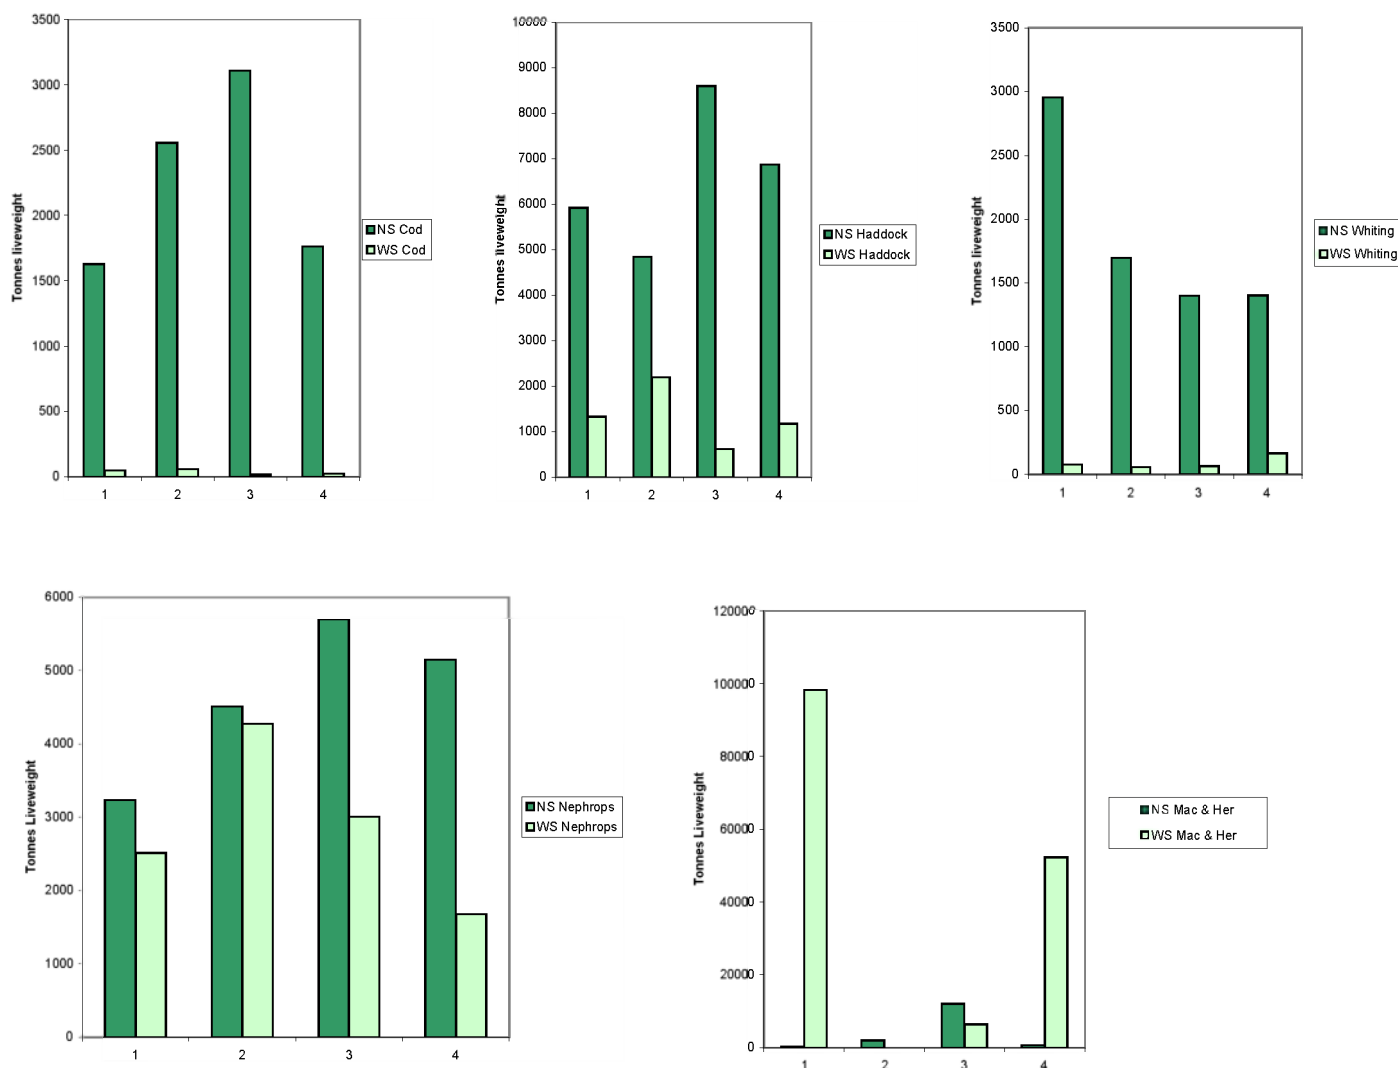 3500
3000
2500
2000
1500
1000
500
0
Tonnes liveweight
1 2 3 4
NS Cod
WS Cod
10000
9000
8000
7000
6000
5000
4000
3000
2000
1000
0
Tonnes liveweight
1 2 3 4
NS Haddock
WS Haddock
3500
3000
2500
2000
1500
1000
500
0
Tonnes liveweight
1 2 3 4
NS Whiting
WS Whiting
6000
5000
4000
3000
2000
1000
0
Tonnes Liveweight
1 2 3 4
NS Nephrops
WS Nephrops
120000
100000
80000
60000
40000
20000
0
Tonnes Liveweight
1 2 3 4
NS Mac & Her
WS Mac & Her